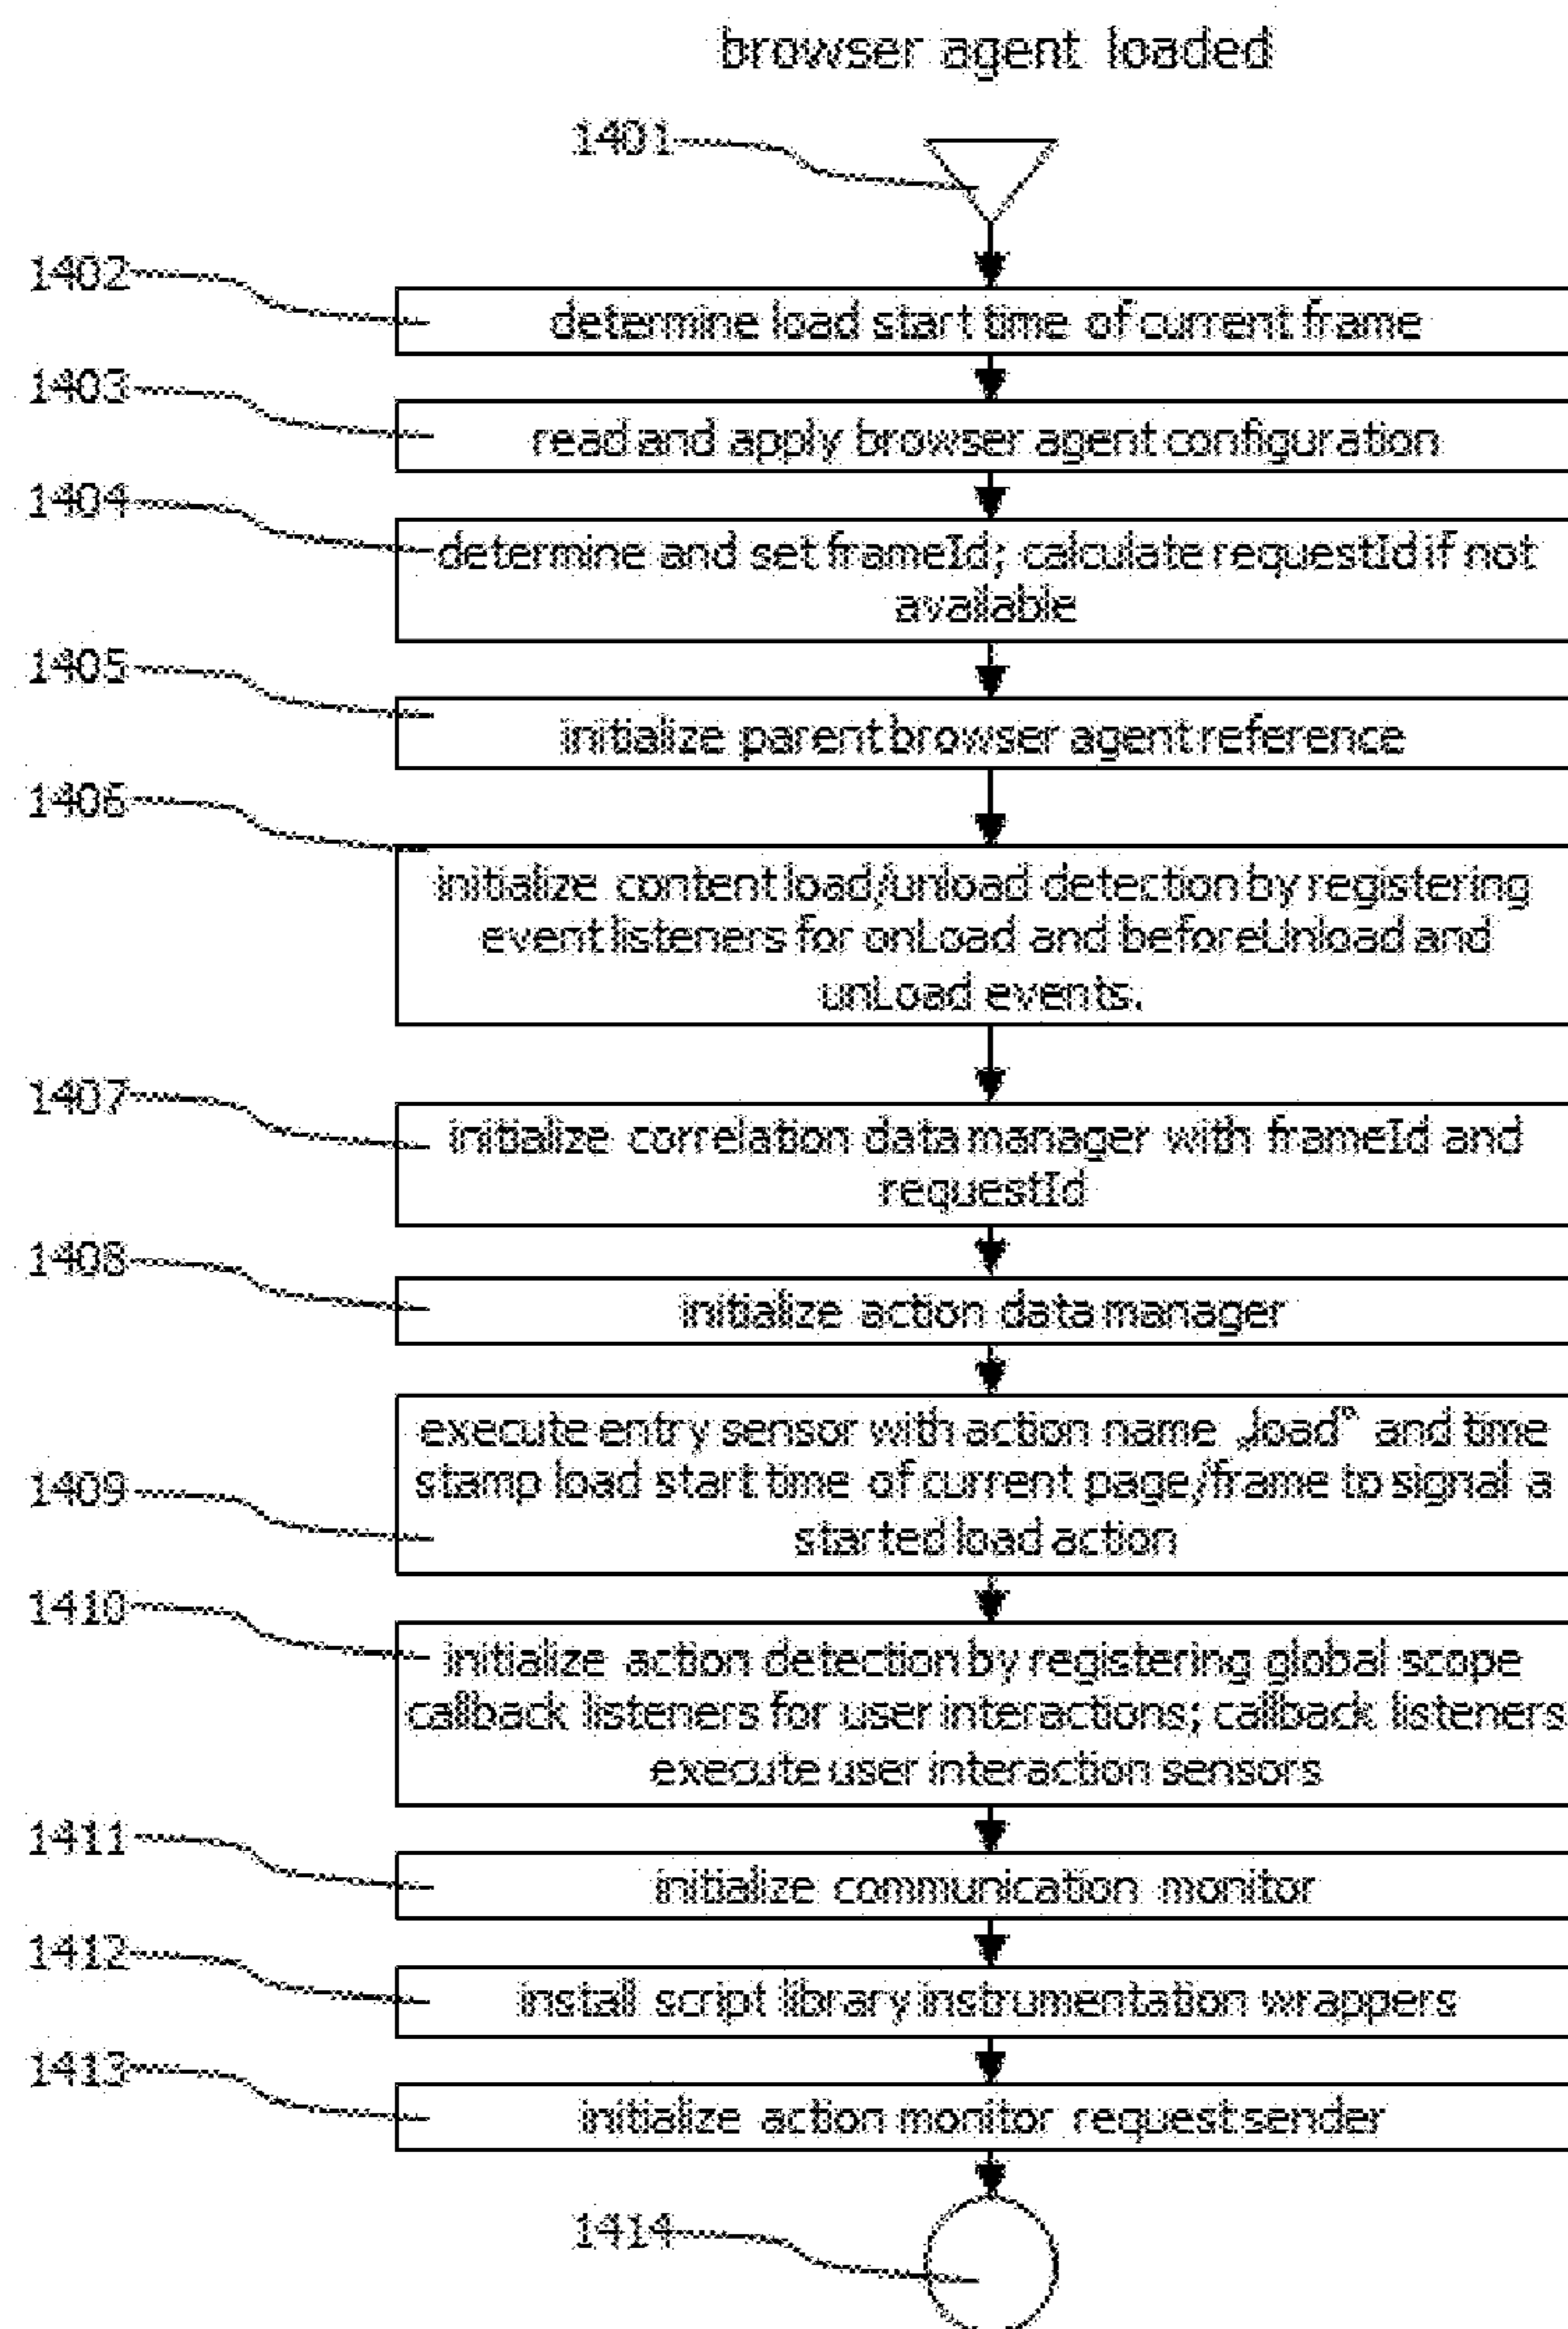 browser agent loaded
1401
1402
determine load start time of current frame
1403
read and apply browser agent configuration
1404
determine and set frameId; calculate requestId if not
available
1405
initialize parent browser agent reference
1406
initialize content load/unload detection by registering
event listeners for onLoad and beforeUnload and
unLoad events.
1407
initialize correlation data manager with frameId and
requestId
1408
initialize action data manager
1409
execute entry sensor with action name „load“ and time
stamp load start time of current page/frame to signal a
started load action
1410
initialize action detection by registering global scope
callback listeners for user interactions; callback listeners
execute user interaction sensors
1411
initialize communication monitor
1412
install script library instrumentation wrappers
1413
initialize action monitor request sender
1414